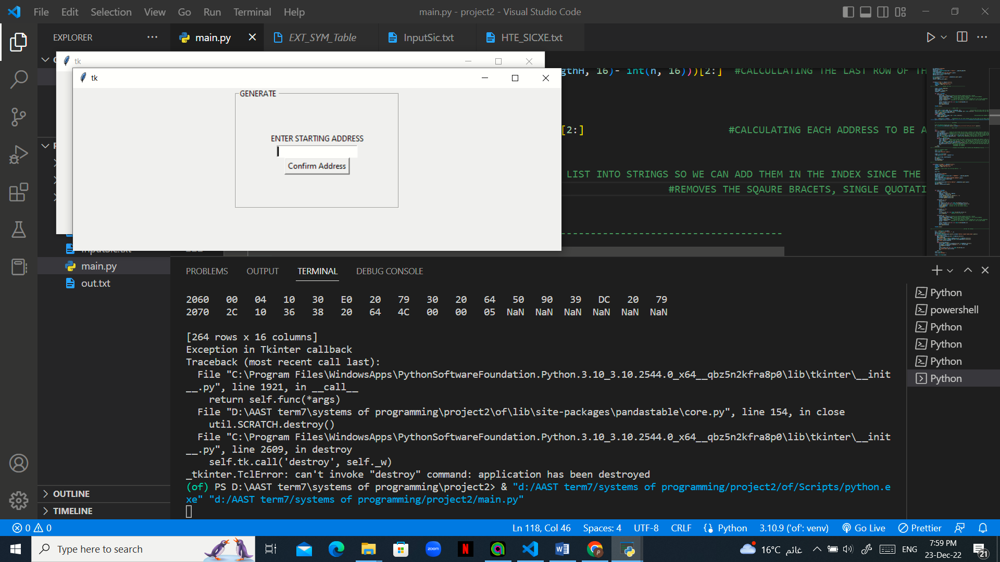 File Edit Selection View Go Run Terminal Help
main.py - project2 - Visual Studio Code
EXPLORER
main.py
EXT_SYM_Table
InputSic.txt
HTE_SICXE.txt
tk
tk
GENERATE
ENTER STARTING ADDRESS
Confirm Address
gthH, 16)- int(n, 16)))[2:] #CALCULLATING THE LAST ROW OF TH
[2:] #CALCULATING EACH ADDRESS TO BE A
LIST INTO STRINGS SO WE CAN ADD THEM IN THE INDEX SINCE THE
#REMOVES THE SQAURE BRACETS, SINGLE QUOTATI
------------------------------------
InputSic.txt
main.py
out.txt
OUTLINE
TIMELINE
PROBLEMS OUTPUT TERMINAL DEBUG CONSOLE
2060 00 04 10 30 E0 20 79 30 20 64 50 90 39 DC 20 79
2070 2C 10 36 38 20 64 4C 00 00 05 NaN NaN NaN NaN NaN NaN
[264 rows x 16 columns]
Exception in Tkinter callback
Traceback (most recent call last):
File "C:\Program Files\WindowsApps\PythonSoftwareFoundation.Python.3.10_3.10.2544.0_x64__qbz5n2kfra8p0\lib\tkinter\__init
__.py", line 1921, in __call__
return self.func(*args)
File "D:\AAST term7\systems of programming\project2\of\lib\site-packages\pandastable\core.py", line 154, in close
util.SCRATCH.destroy()
File "C:\Program Files\WindowsApps\PythonSoftwareFoundation.Python.3.10_3.10.2544.0_x64__qbz5n2kfra8p0\lib\tkinter\__init
__.py", line 2609, in destroy
self.tk.call('destroy', self._w)
_tkinter.TclError: can't invoke "destroy" command: application has been destroyed
(of) PS D:\AAST term7\systems of programming\project2> & "d:/AAST term7/systems of programming/project2/of/Scripts/python.e
xe" "d:/AAST term7/systems of programming/project2/main.py"
Python
powershell
Python
Python
Python
Python
0 0
Ln 118, Col 46 Spaces: 4 UTF-8 CRLF Python 3.10.9 ('of': venv) Go Live Prettier
Type here to search
zoom
N
W
16°C غائم
ENG
7:59 PM
23-Dec-22
21